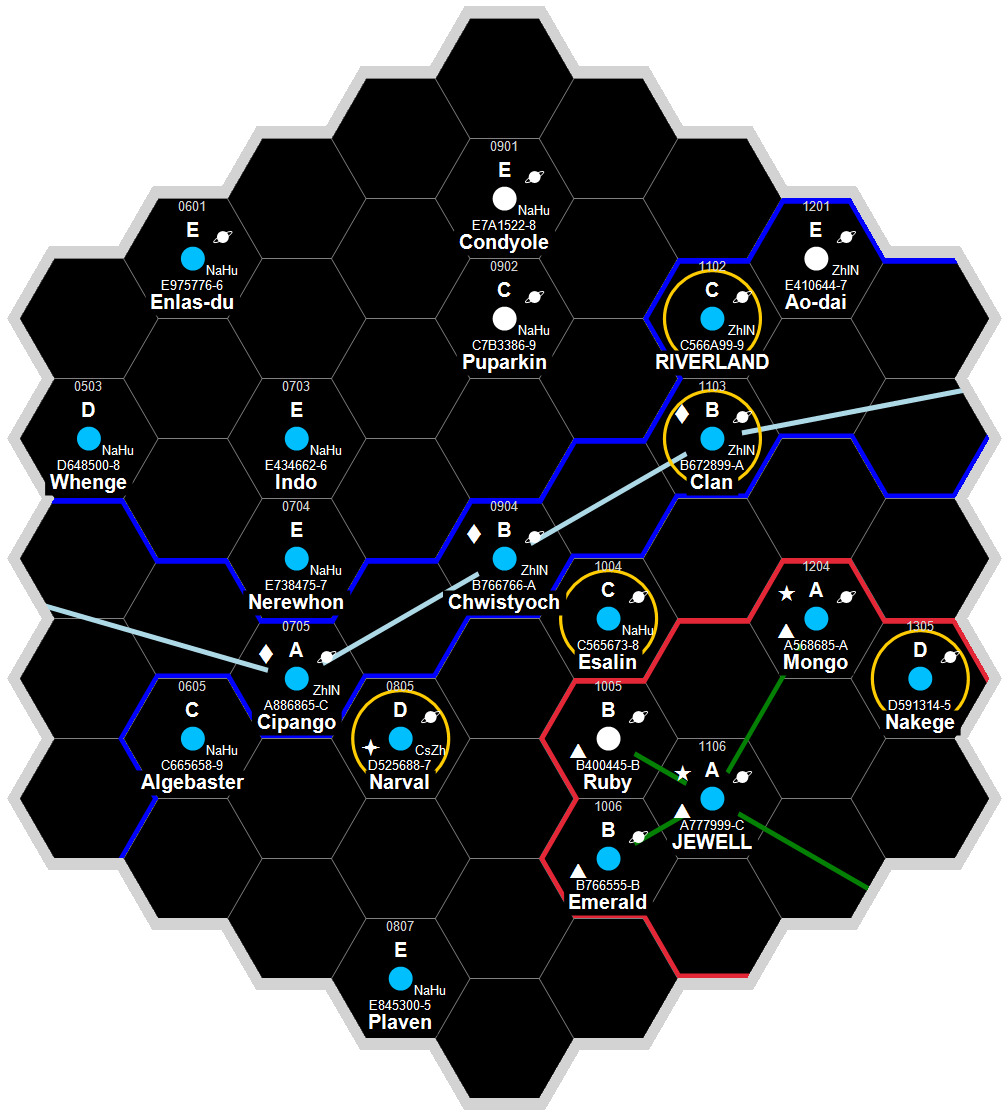 0901
E
NaHu
E7A1522-8
Condyole
0601
E
NaHu
E975776-6
Enlas-du
1201
E
ZhIN
E410644-7
Ao-dai
0902
C
NaHu
C7B3386-9
Puparkin
1102
C
ZhIN
C566A99-9
RIVERLAND
0503
D
NaHu
D648500-8
Whenge
0703
E
NaHu
E434662-6
Indo
1103
B
ZhIN
B672899-A
Clan
0704
E
NaHu
E738475-7
Nerewhon
0904
B
ZhIN
B766766-A
Chwistyoch
1004
C
NaHu
C565673-8
Esalin
1204
A
A568685-A
Mongo
0705
A
ZhIN
A886865-C
Cipango
1305
D
D591314-5
Nakege
0605
C
NaHu
C665658-9
Algebaster
0805
D
CsZh
D525688-7
Narval
1005
B
B400445-B
Ruby
1106
A
A777999-C
JEWELL
1006
B
B766555-B
Emerald
0807
E
NaHu
E845300-5
Plaven